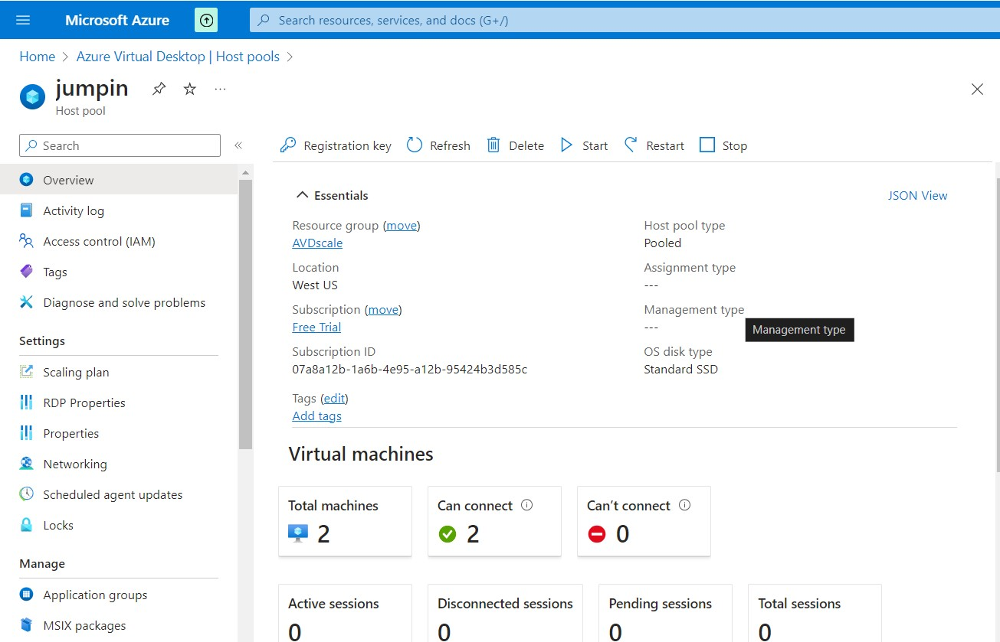 Microsoft Azure
Search resources, services, and docs (G+/)
Home > Azure Virtual Desktop | Host pools >
jumpin
Host pool
Search
«
Registration key
Refresh
Delete
Start
Restart
Stop
Overview
Activity log
Access control (IAM)
Tags
Diagnose and solve problems
Settings
Scaling plan
RDP Properties
Properties
Networking
Scheduled agent updates
Locks
Manage
Application groups
MSIX packages
Essentials
JSON View
Resource group (move)
AVDscale
Location
West US
Subscription (move)
Free Trial
Subscription ID
07a8a12b-1a6b-4e95-a12b-95424b3d585c
Tags (edit)
Add tags
Host pool type
Pooled
Assignment type
---
Management type
---
Management type
OS disk type
Standard SSD
Virtual machines
Total machines
2
Can connect
2
Can't connect
0
Active sessions
0
Disconnected sessions
0
Pending sessions
0
Total sessions
0